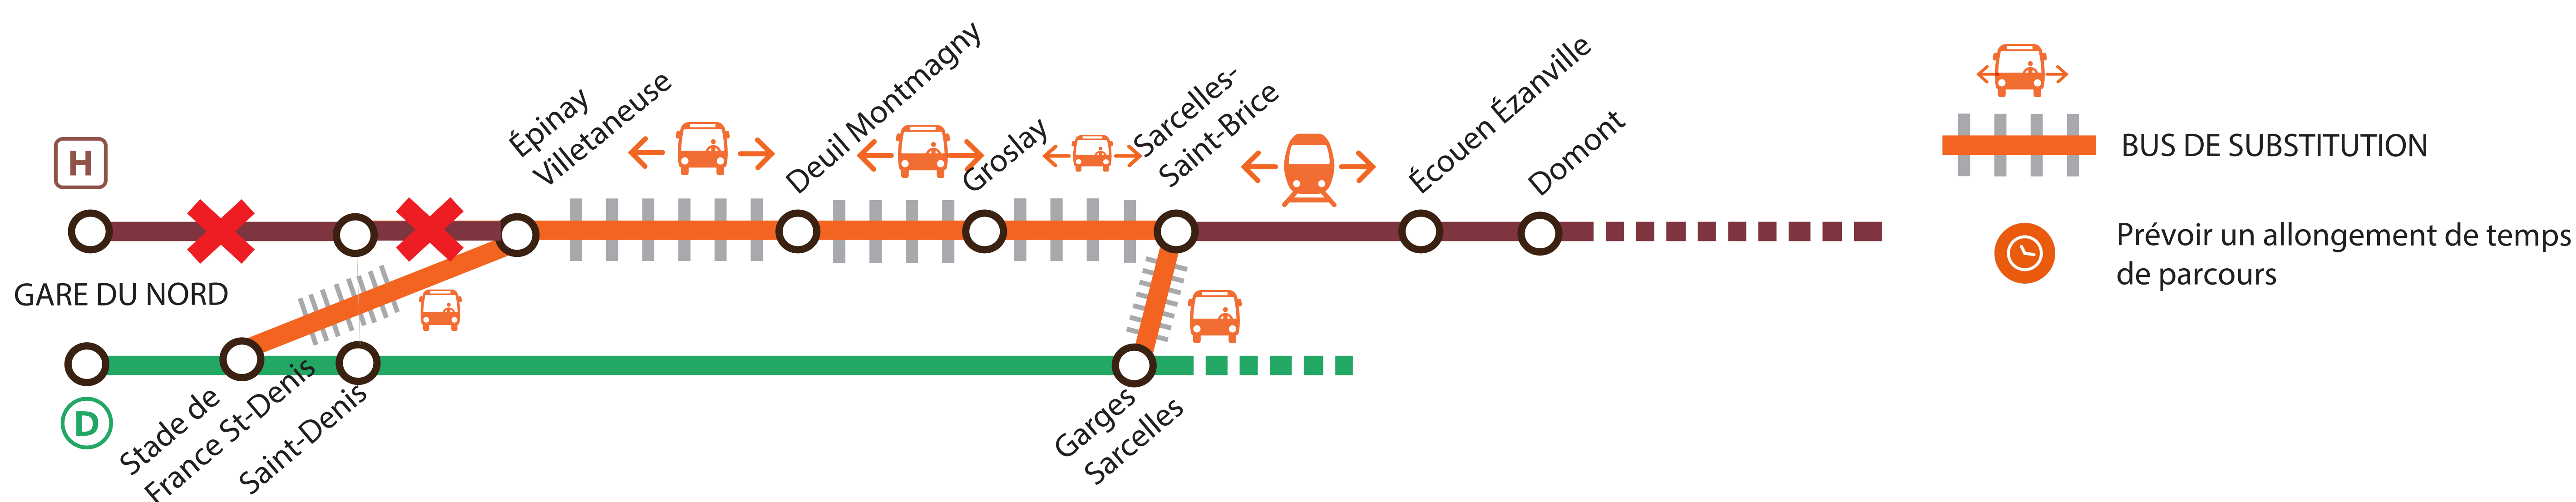 H
GARE DU NORD
D
Épinay
Villetaneuse
Deuil Montmagny
Groslay
Sarcelles-
Saint-Brice
Écouen Ézanville
Domont
Stade de
France St-Denis
Saint-Denis
Garges
Sarcelles
BUS DE SUBSTITUTION
Prévoir un allongement de temps
de parcours